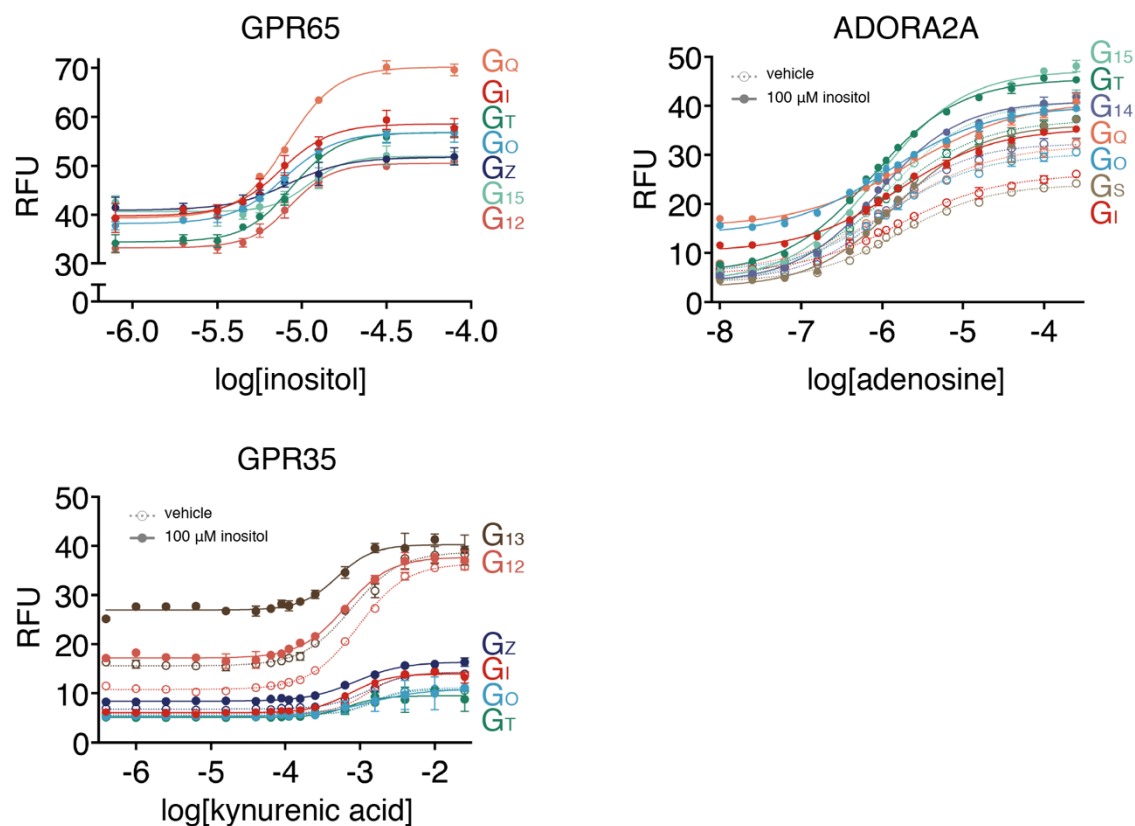 GPR65
RFU
70
60
50
40
30
0
-6.0 -5.5 -5.0 -4.5 -4.0
log[inositol]
GQ
GI
GT
GO
GZ
G15
G12
ADORA2A
vehicle
100 µM inositol
RFU
50
40
30
20
10
0
-8 -7 -6 -5 -4
log[adenosine]
G15
GT
G14
GQ
GO
GS
GI
GPR35
vehicle
100 µM inositol
RFU
50
40
30
20
10
0
-6 -5 -4 -3 -2
log[kynurenic acid]
G13
G12
GZ
GI
GO
GT